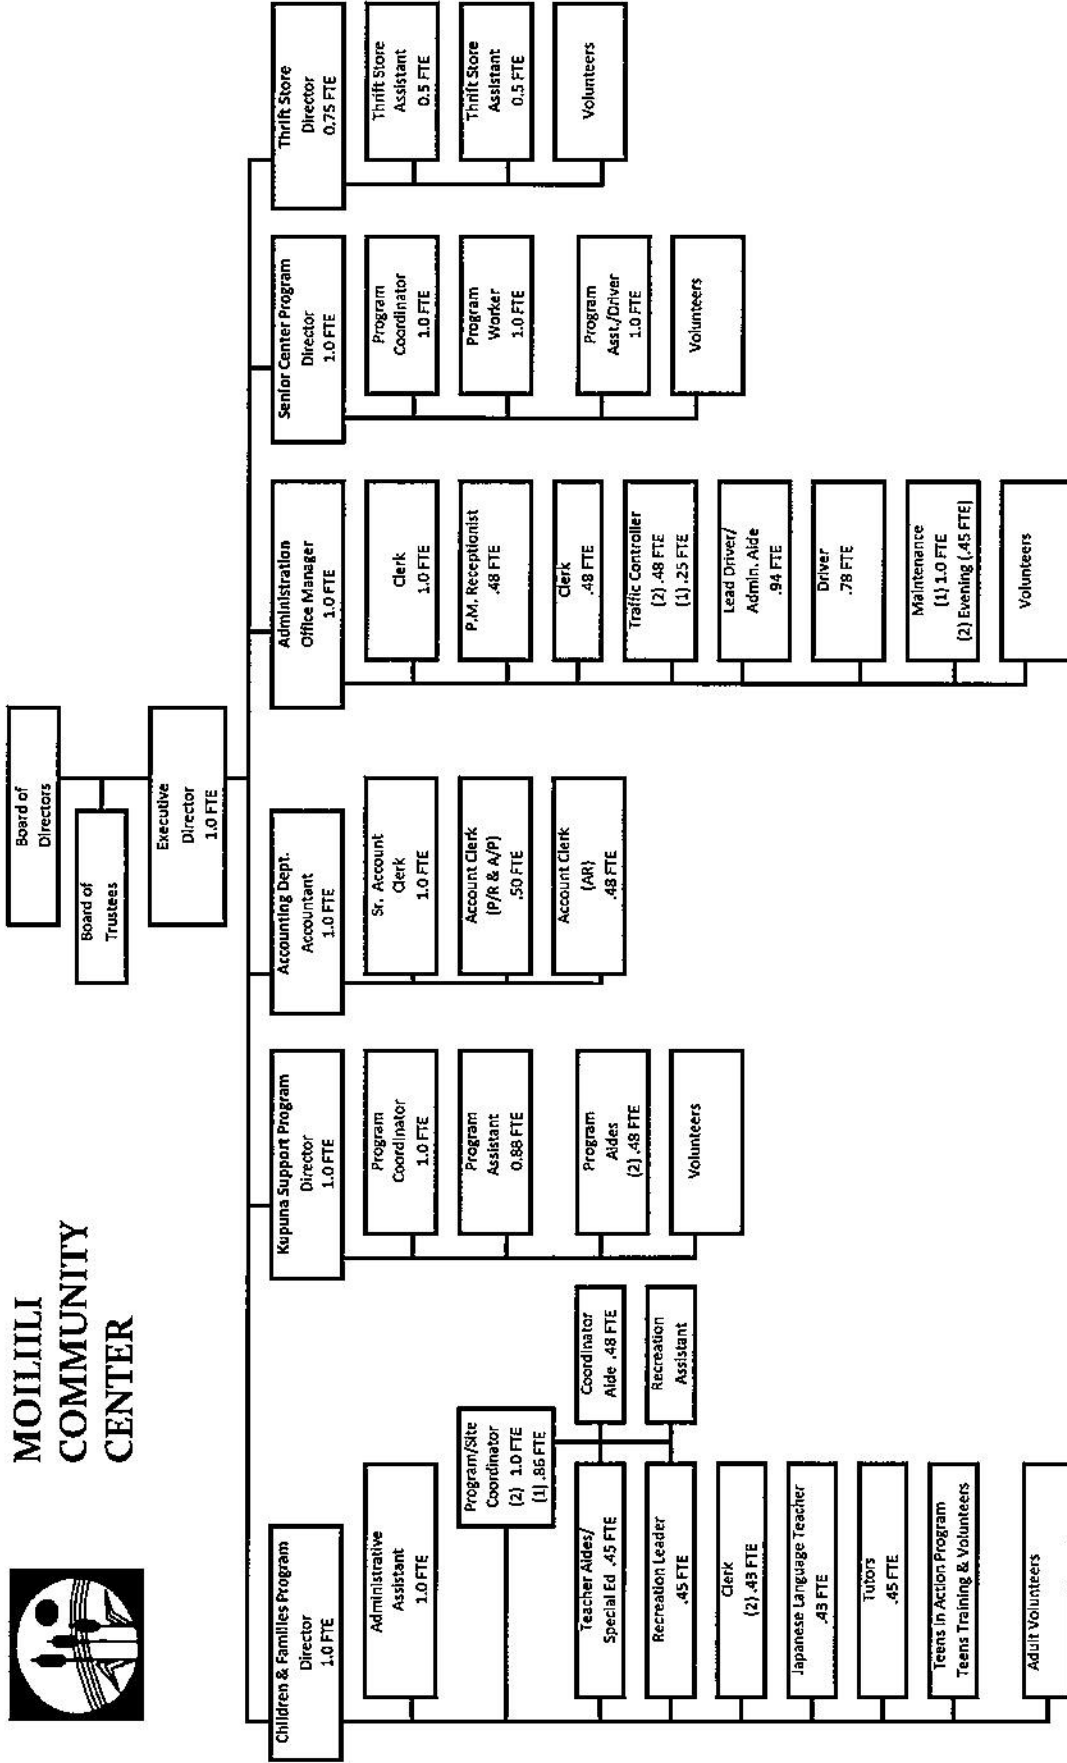 MOILIILI
COMMUNITY
CENTER
Board of
Directors
Board of
Trustees
Executive
Director
1.0 FTE
Children & Families Program
Director
1.0 FTE
Administrative
Assistant
1.0 FTE
Program/Site
Coordinator
(2) 1.0 FTE
(1) .86 FTE
Coordinator
Aide .48 FTE
Recreation
Assistant
Teacher Aides/
Special Ed .45 FTE
Recreation Leader
.45 FTE
Clerk
(2) .43 FTE
Japanese Language Teacher
.43 FTE
Tutors
.45 FTE
Teens in Action Program
Teens Training & Volunteers
Adult Volunteers
Kupuna Support Program
Director
1.0 FTE
Program
Coordinator
1.0 FTE
Program
Assistant
0.88 FTE
Program
Aides
(2) .48 FTE
Volunteers
Accounting Dept.
Accountant
1.0 FTE
Sr. Account
Clerk
1.0 FTE
Account Clerk
(P/R & A/P)
.50 FTE
Account Clerk
(AR)
.48 FTE
Administration
Office Manager
1.0 FTE
Clerk
1.0 FTE
P.M. Receptionist
.48 FTE
Clerk
.48 FTE
Traffic Controller
(2) .48 FTE
(1) .25 FTE
Lead Driver/
Admin. Aide
.94 FTE
Driver
.78 FTE
Maintenance
(1) 1.0 FTE
(2) Evening (.45 FTE)
Volunteers
Senior Center Program
Director
1.0 FTE
Program
Coordinator
1.0 FTE
Program
Worker
1.0 FTE
Program
Asst./Driver
1.0 FTE
Volunteers
Thrift Store
Director
0.75 FTE
Thrift Store
Assistant
0.5 FTE
Thrift Store
Assistant
0.5 FTE
Volunteers